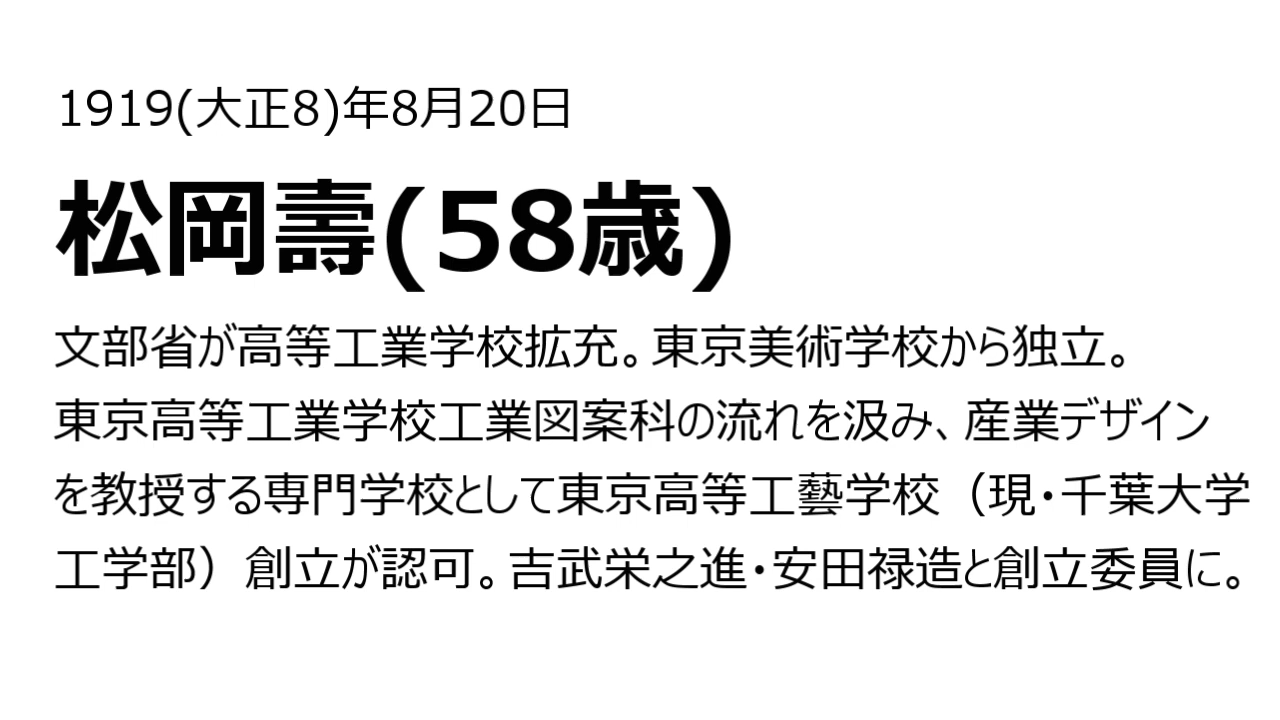 1919(大正8)年8月20日
松岡壽(58歳)
文部省が高等工業学校拡充。東京美術学校から独立。
東京高等工業学校工業図案科の流れを汲み、産業デザイン
を教授する専門学校として東京高等工藝学校（現・千葉大学
工学部）創立が認可。吉武栄之進・安田禄造と創立委員に。